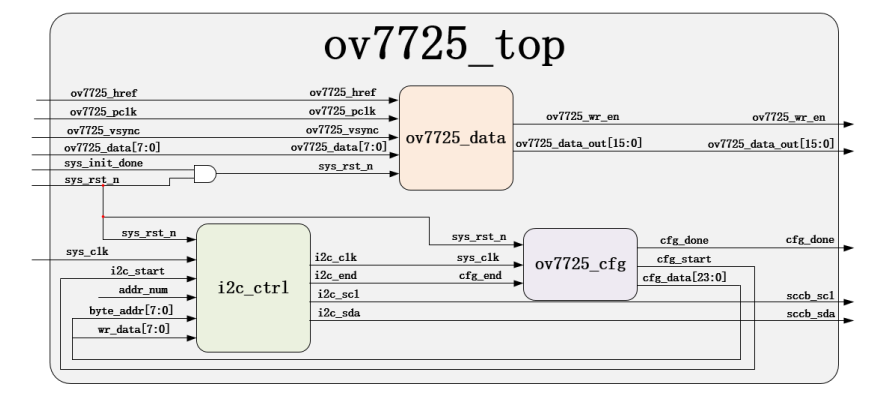 ov7725_top
ov7725_href ov7725_href
ov7725_pclk ov7725_pclk ov7725_wr_en ov7725_wr_en
ov7725_vsync ov7725_vsync
ov7725_data
ov7725_data[7:0] ov7725_data[7:0] ov7725_data_out[15:0] ov7725_data_out[15:0]
sys_init_done sys_rst_n
sys_rst_n
sys_rst_n sys_rst_n cfg_done cfg_done
sys_clk i2c_clk sys_clk cfg_start
ov7725_cfg
i2c_start i2c_end cfg_end cfg_data[23:0]
i2c_ctrl
addr_num i2c_scl sccb_scl
byte_addr[7:0] i2c_sda sccb_sda
wr_data[7:0]